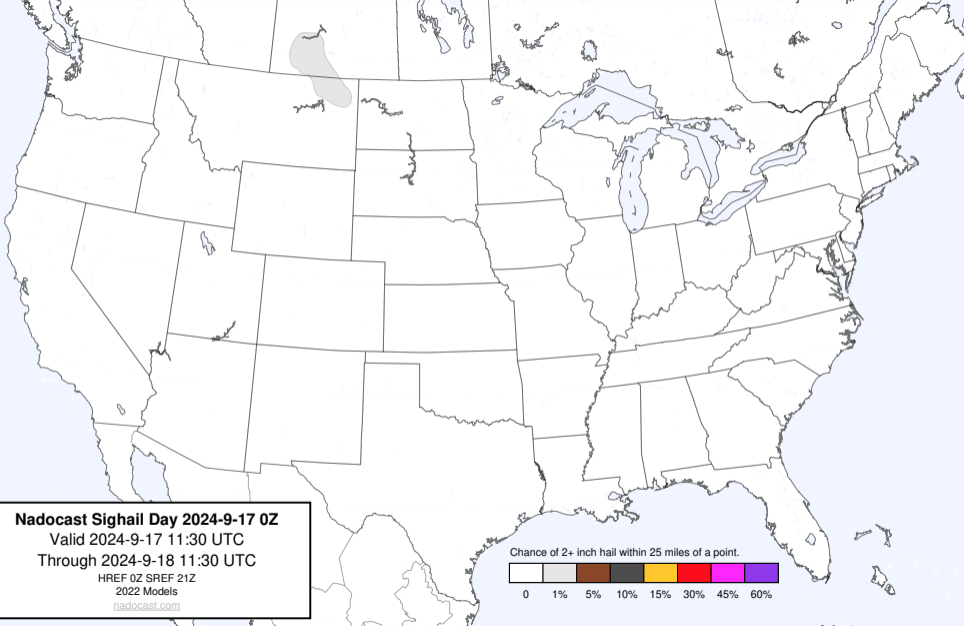 Nadocast Sighail Day 2024-9-17 0Z
Valid 2024-9-17 11:30 UTC
Through 2024-9-18 11:30 UTC
HREF 0Z SREF 21Z
2022 Models
nadocast.com
Chance of 2+ inch hail within 25 miles of a point.
0 1% 5% 10% 15% 30% 45% 60%